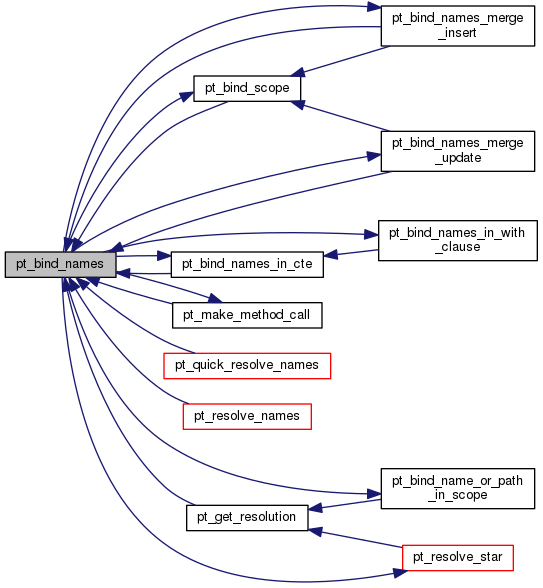 pt_bind_names_merge
_insert
pt_bind_scope
pt_bind_names_merge
_update
pt_bind_names_in_with
_clause
pt_bind_names
pt_bind_names_in_cte
pt_make_method_call
pt_quick_resolve_names
pt_resolve_names
pt_bind_name_or_path
_in_scope
pt_get_resolution
pt_resolve_star